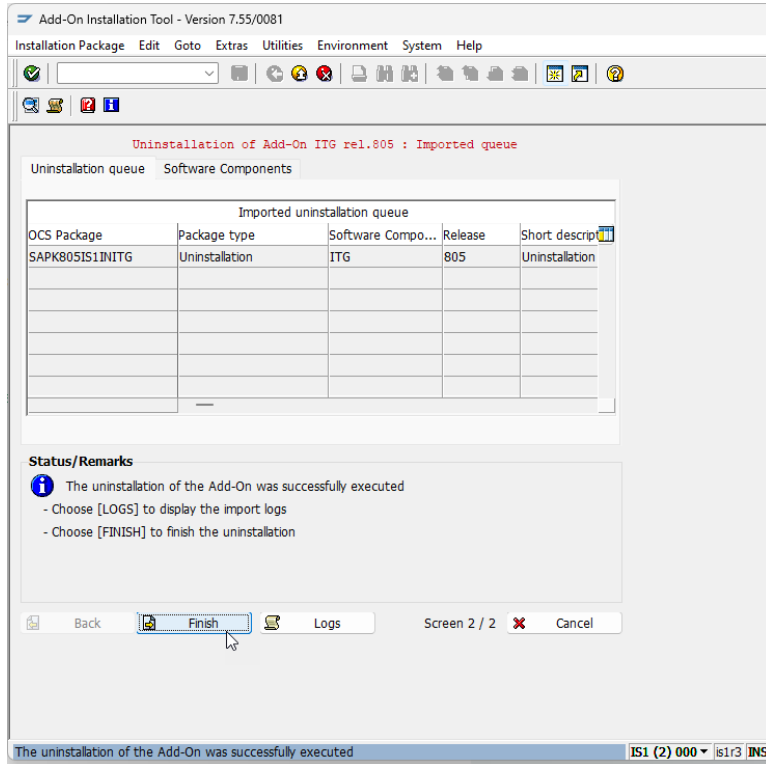 Add-On Installation Tool - Version 7.55/0081
Installation Package Edit Goto Extras Utilities Environment System Help
Uninstallation of Add-On ITG rel.805 : Imported queue
Uninstallation queue Software Components
Imported uninstallation queue
OCS Package Package type Software Compo... Release Short descript
SAPK805IS1INITG Uninstallation ITG 805 Uninstallation
Status/Remarks
The uninstallation of the Add-On was successfully executed
- Choose [LOGS] to display the import logs
- Choose [FINISH] to finish the uninstallation
Back Finish Logs Screen 2 / 2 Cancel
The uninstallation of the Add-On was successfully executed IS1 (2) 000 is1r3 INS